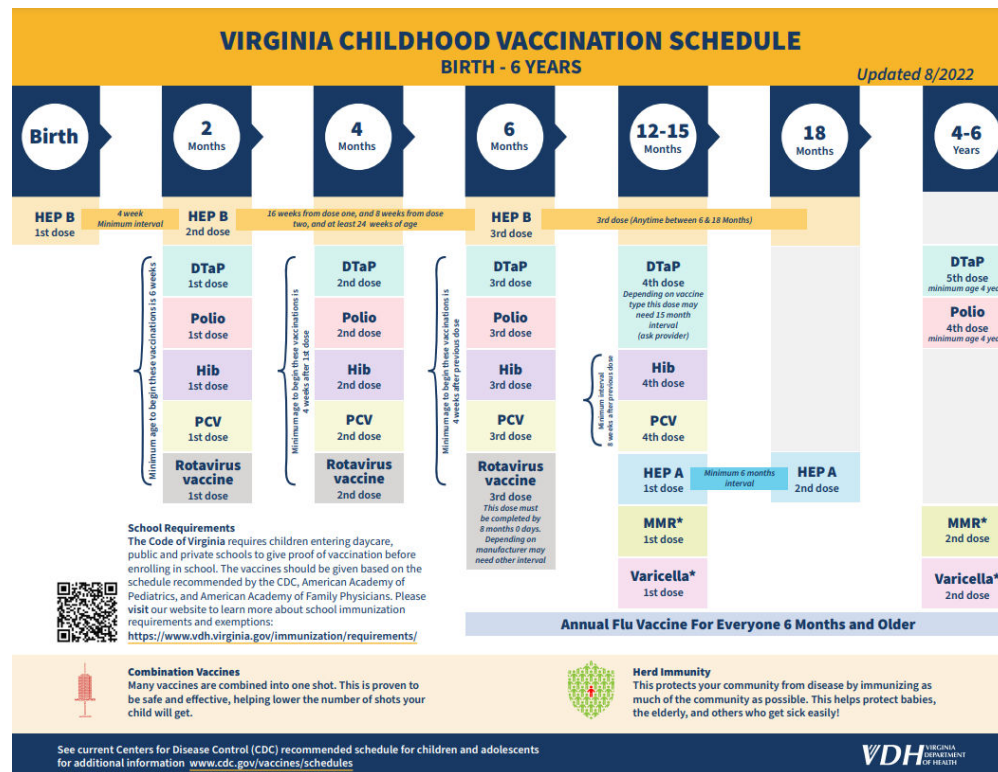 VIRGINIA CHILDHOOD VACCINATION SCHEDULE
BIRTH - 6 YEARS
Updated 8/2022
Birth
2
Months
4
Months
6
Months
12-15
Months
18
Months
4-6
Years
HEP B
1st dose
4 week
Minimum interval
HEP B
2nd dose
16 weeks from dose one, and 8 weeks from dose
two, and at least 24 weeks of age
HEP B
3rd dose
3rd dose (Anytime between 6 & 18 Months)
Minimum age to begin these vaccinations is 6 weeks
DTaP
1st dose
Polio
1st dose
Hib
1st dose
PCV
1st dose
Rotavirus
vaccine
1st dose
Minimum age to begin these vaccinations is
4 weeks after 1st dose
DTaP
2nd dose
Polio
2nd dose
Hib
2nd dose
PCV
2nd dose
Rotavirus
vaccine
2nd dose
Minimum age to begin these vaccinations is
4 weeks after previous dose
DTaP
3rd dose
Polio
3rd dose
Hib
3rd dose
PCV
3rd dose
Rotavirus
vaccine
3rd dose
This dose must
be completed by
8 months 0 days.
Depending on
manufacturer may
need other interval
DTaP
4th dose
Depending on vaccine
type this dose may
need 15 month
interval
(ask provider)
Minimum interval
8 weeks after previous dose
Hib
4th dose
PCV
4th dose
HEP A
1st dose
Minimum 6 months
interval
HEP A
2nd dose
MMR*
1st dose
Varicella*
1st dose
DTaP
5th dose
minimum age 4 yea
Polio
4th dose
minimum age 4 yea
MMR*
2nd dose
Varicella*
2nd dose
Annual Flu Vaccine For Everyone 6 Months and Older
School Requirements
The Code of Virginia requires children entering daycare,
public and private schools to give proof of vaccination before
enrolling in school. The vaccines should be given based on the
schedule recommended by the CDC, American Academy of
Pediatrics, and American Academy of Family Physicians. Please
visit our website to learn more about school immunization
requirements and exemptions:
https://www.vdh.virginia.gov/immunization/requirements/
Combination Vaccines
Many vaccines are combined into one shot. This is proven to
be safe and effective, helping lower the number of shots your
child will get.
Herd Immunity
This protects your community from disease by immunizing as
much of the community as possible. This helps protect babies,
the elderly, and others who get sick easily!
See current Centers for Disease Control (CDC) recommended schedule for children and adolescents
for additional information www.cdc.gov/vaccines/schedules
VDH VIRGINIA
DEPARTMENT
OF HEALTH